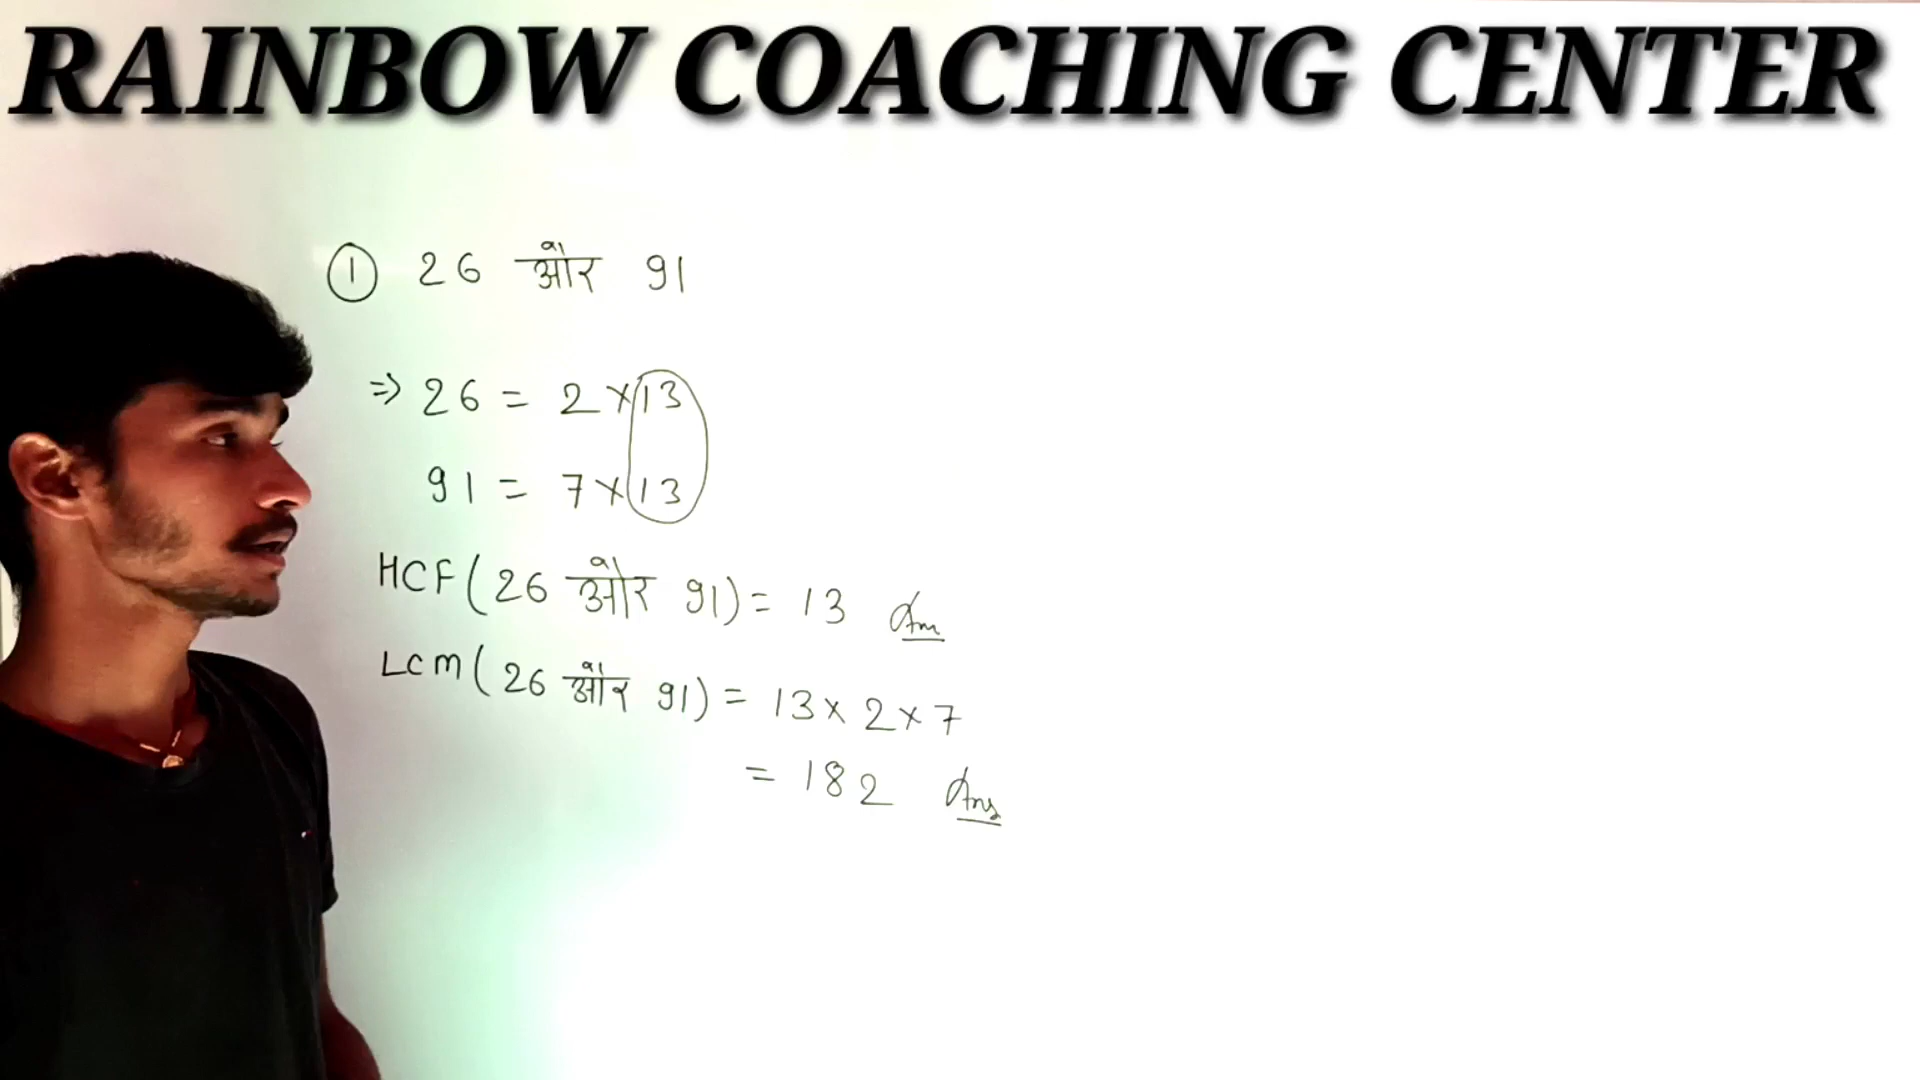 RAINBOW COACHING CENTER
① 26 और 91
⇒ 26 = 2×13
91 = 7×13
HCF(26 और 91) = 13 Ans
LCM(26 और 91) = 13×2×7
= 182 Ans